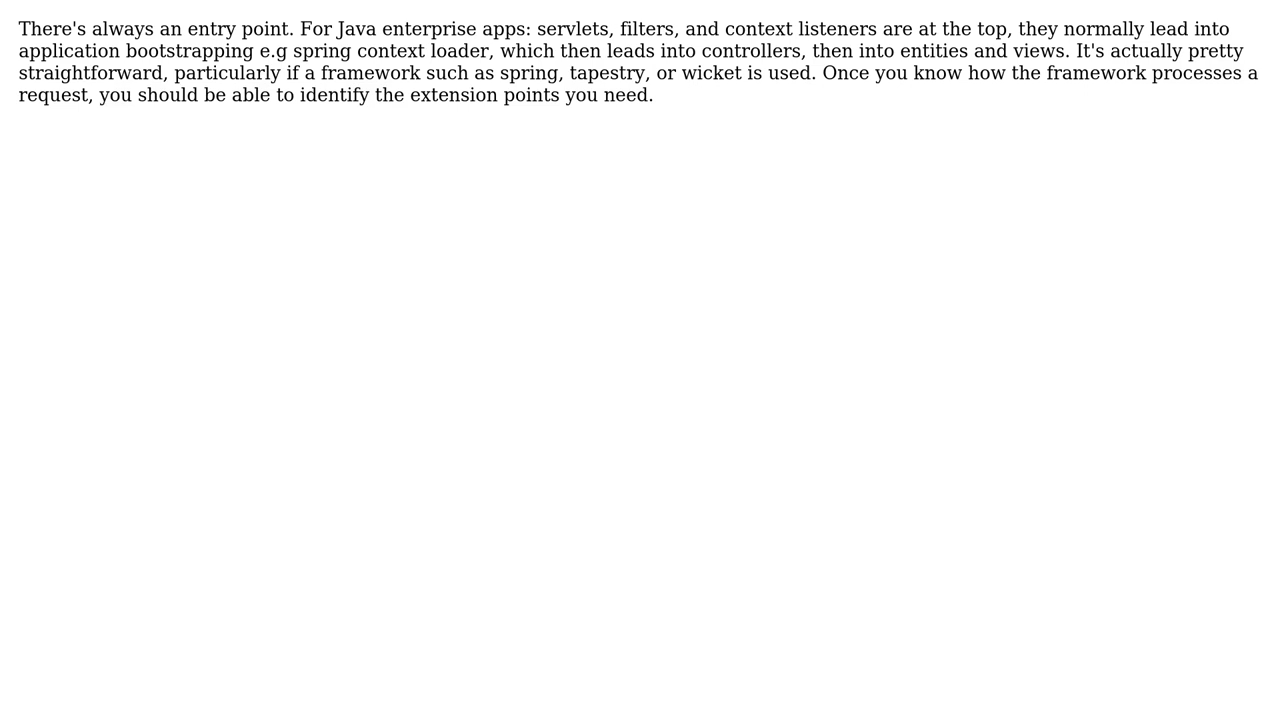 There's always an entry point. For Java enterprise apps: servlets, filters, and context listeners are at the top, they normally lead into
application bootstrapping e.g spring context loader, which then leads into controllers, then into entities and views. It's actually pretty
straightforward, particularly if a framework such as spring, tapestry, or wicket is used. Once you know how the framework processes a
request, you should be able to identify the extension points you need.